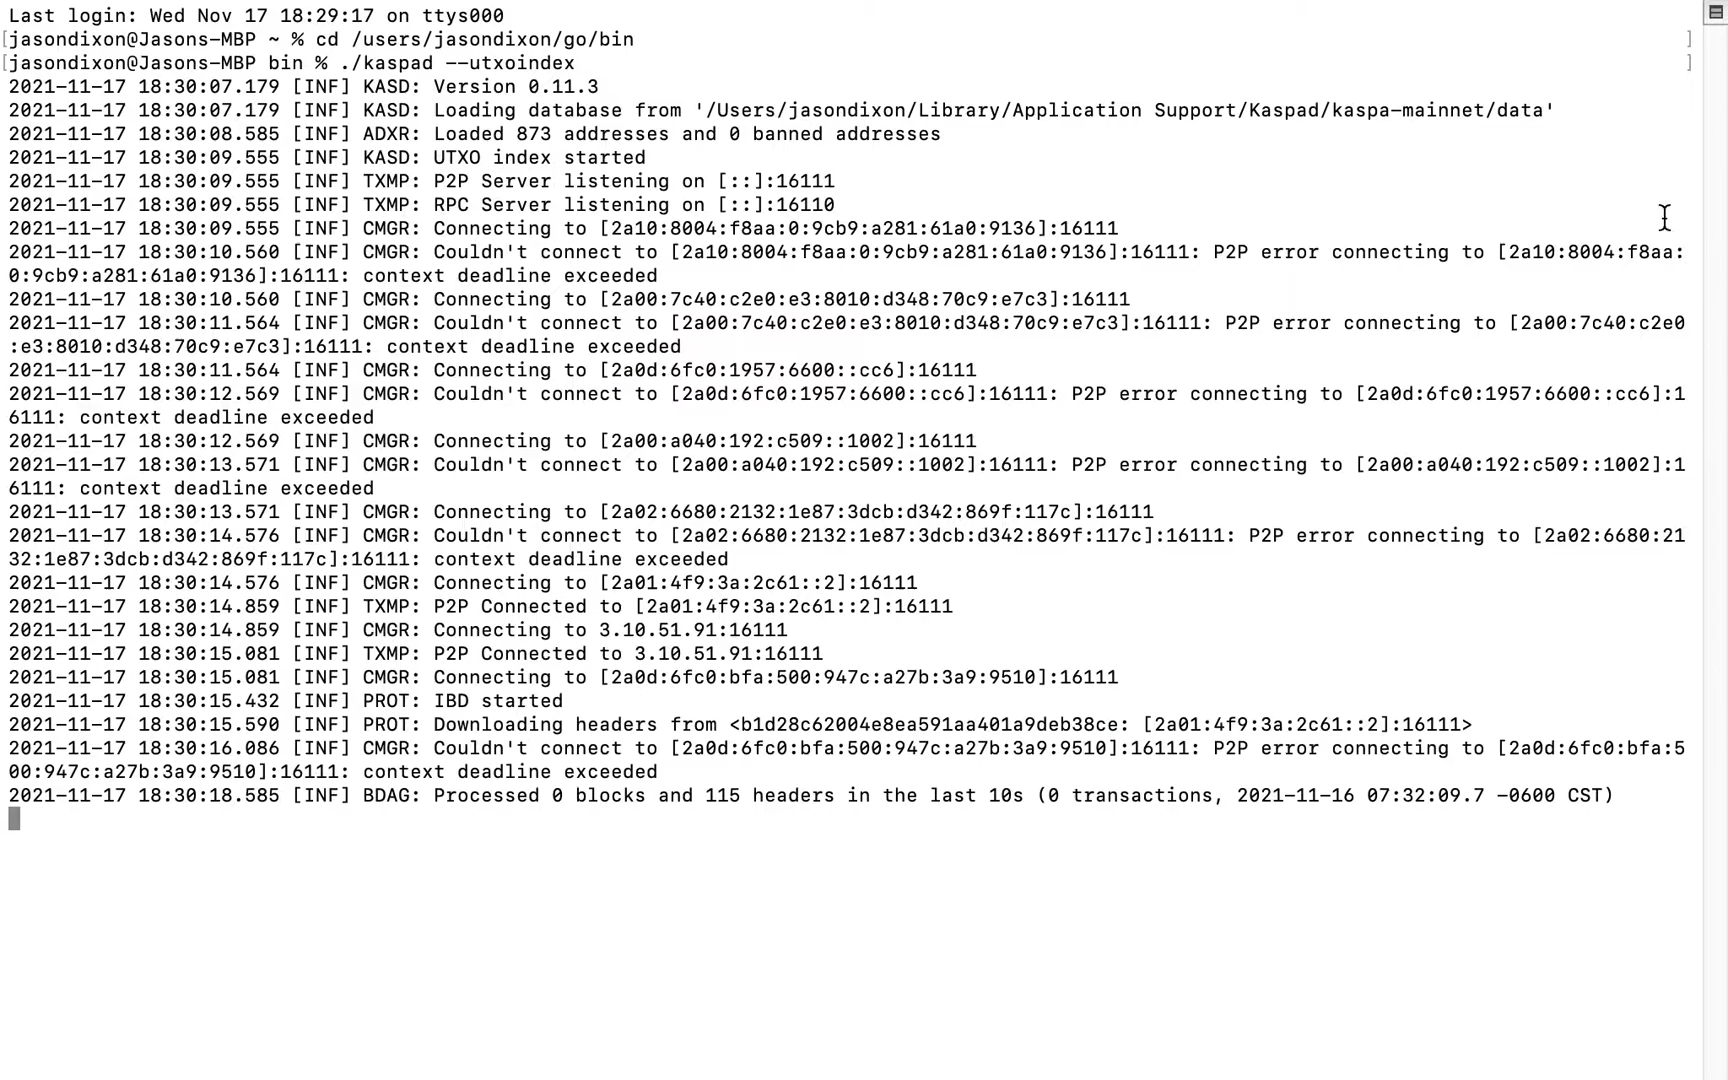 Last login: Wed Nov 17 18:29:17 on ttys000
[jasondixon@Jasons-MBP ~ % cd /users/jasondixon/go/bin ]
[jasondixon@Jasons-MBP bin % ./kaspad --utxoindex ]
2021-11-17 18:30:07.179 [INF] KASD: Version 0.11.3
2021-11-17 18:30:07.179 [INF] KASD: Loading database from '/Users/jasondixon/Library/Application Support/Kaspad/kaspa-mainnet/data'
2021-11-17 18:30:08.585 [INF] ADXR: Loaded 873 addresses and 0 banned addresses
2021-11-17 18:30:09.555 [INF] KASD: UTXO index started
2021-11-17 18:30:09.555 [INF] TXMP: P2P Server listening on [::]:16111
2021-11-17 18:30:09.555 [INF] TXMP: RPC Server listening on [::]:16110
2021-11-17 18:30:09.555 [INF] CMGR: Connecting to [2a10:8004:f8aa:0:9cb9:a281:61a0:9136]:16111
2021-11-17 18:30:10.560 [INF] CMGR: Couldn't connect to [2a10:8004:f8aa:0:9cb9:a281:61a0:9136]:16111: P2P error connecting to [2a10:8004:f8aa:
0:9cb9:a281:61a0:9136]:16111: context deadline exceeded
2021-11-17 18:30:10.560 [INF] CMGR: Connecting to [2a00:7c40:c2e0:e3:8010:d348:70c9:e7c3]:16111
2021-11-17 18:30:11.564 [INF] CMGR: Couldn't connect to [2a00:7c40:c2e0:e3:8010:d348:70c9:e7c3]:16111: P2P error connecting to [2a00:7c40:c2e0
:e3:8010:d348:70c9:e7c3]:16111: context deadline exceeded
2021-11-17 18:30:11.564 [INF] CMGR: Connecting to [2a0d:6fc0:1957:6600::cc6]:16111
2021-11-17 18:30:12.569 [INF] CMGR: Couldn't connect to [2a0d:6fc0:1957:6600::cc6]:16111: P2P error connecting to [2a0d:6fc0:1957:6600::cc6]:1
6111: context deadline exceeded
2021-11-17 18:30:12.569 [INF] CMGR: Connecting to [2a00:a040:192:c509::1002]:16111
2021-11-17 18:30:13.571 [INF] CMGR: Couldn't connect to [2a00:a040:192:c509::1002]:16111: P2P error connecting to [2a00:a040:192:c509::1002]:1
6111: context deadline exceeded
2021-11-17 18:30:13.571 [INF] CMGR: Connecting to [2a02:6680:2132:1e87:3dcb:d342:869f:117c]:16111
2021-11-17 18:30:14.576 [INF] CMGR: Couldn't connect to [2a02:6680:2132:1e87:3dcb:d342:869f:117c]:16111: P2P error connecting to [2a02:6680:21
32:1e87:3dcb:d342:869f:117c]:16111: context deadline exceeded
2021-11-17 18:30:14.576 [INF] CMGR: Connecting to [2a01:4f9:3a:2c61::2]:16111
2021-11-17 18:30:14.859 [INF] TXMP: P2P Connected to [2a01:4f9:3a:2c61::2]:16111
2021-11-17 18:30:14.859 [INF] CMGR: Connecting to 3.10.51.91:16111
2021-11-17 18:30:15.081 [INF] TXMP: P2P Connected to 3.10.51.91:16111
2021-11-17 18:30:15.081 [INF] CMGR: Connecting to [2a0d:6fc0:bfa:500:947c:a27b:3a9:9510]:16111
2021-11-17 18:30:15.432 [INF] PROT: IBD started
2021-11-17 18:30:15.590 [INF] PROT: Downloading headers from <b1d28c62004e8ea591aa401a9deb38ce: [2a01:4f9:3a:2c61::2]:16111>
2021-11-17 18:30:16.086 [INF] CMGR: Couldn't connect to [2a0d:6fc0:bfa:500:947c:a27b:3a9:9510]:16111: P2P error connecting to [2a0d:6fc0:bfa:5
00:947c:a27b:3a9:9510]:16111: context deadline exceeded
2021-11-17 18:30:18.585 [INF] BDAG: Processed 0 blocks and 115 headers in the last 10s (0 transactions, 2021-11-16 07:32:09.7 -0600 CST)